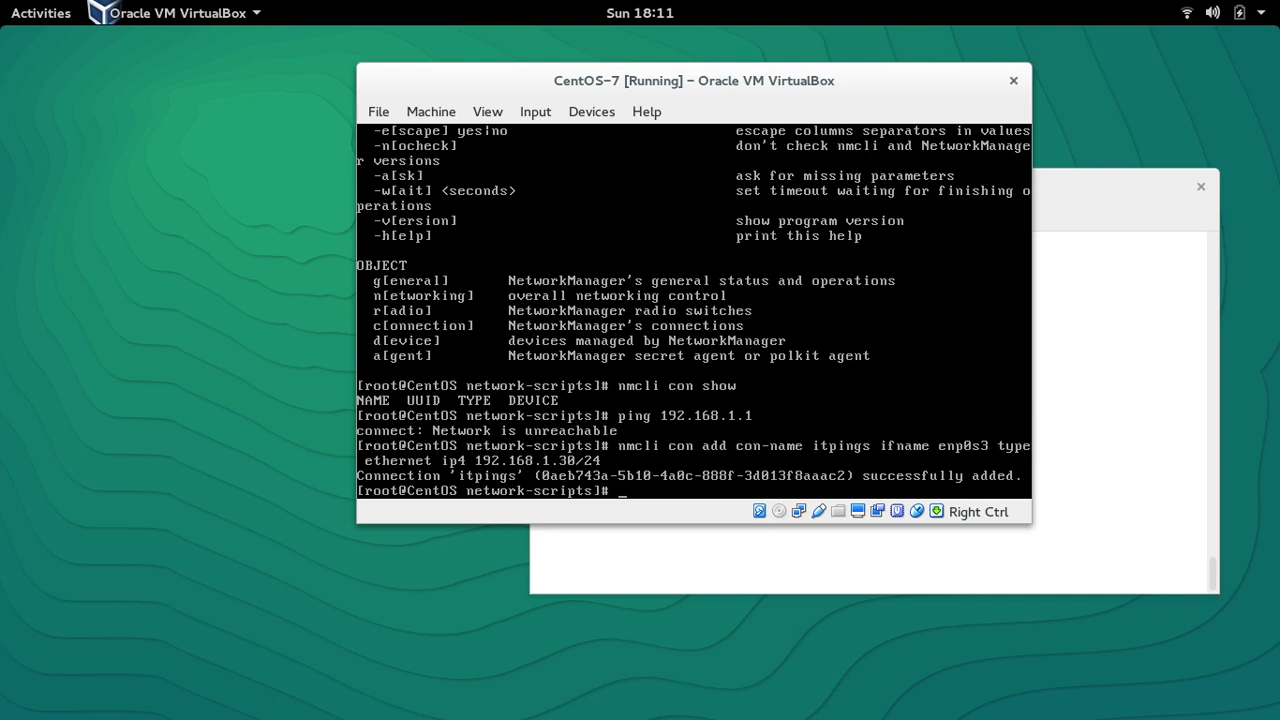 Activities Oracle VM VirtualBox Sun 18:11
CentOS-7 [Running] – Oracle VM VirtualBox
File Machine View Input Devices Help
-e[scape] yes|no escape columns separators in values
-n[ocheck] don't check nmcli and NetworkManage
r versions
-a[sk] ask for missing parameters
-w[ait] <seconds> set timeout waiting for finishing o
perations
-v[ersion] show program version
-h[elp] print this help
OBJECT
g[eneral] NetworkManager's general status and operations
n[etworking] overall networking control
r[adio] NetworkManager radio switches
c[onnection] NetworkManager's connections
d[evice] devices managed by NetworkManager
a[gent] NetworkManager secret agent or polkit agent
[root@CentOS network-scripts]# nmcli con show
NAME UUID TYPE DEVICE
[root@CentOS network-scripts]# ping 192.168.1.1
connect: Network is unreachable
[root@CentOS network-scripts]# nmcli con add con-name itpings ifname enp0s3 type
ethernet ip4 192.168.1.30/24
Connection 'itpings' (0aeb743a-5b10-4a0c-888f-3d013f8aaac2) successfully added.
[root@CentOS network-scripts]# _
Right Ctrl